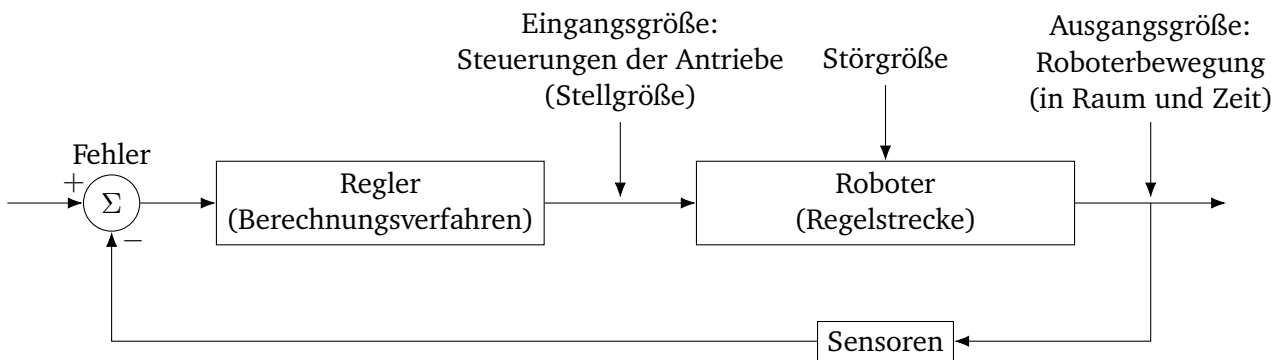 Eingangsgröße:
Steuerungen der Antriebe
(Stellgröße)
Störgröße
Ausgangsgröße:
Roboterbewegung
(in Raum und Zeit)
Fehler
+
Σ
−
Regler
(Berechnungsverfahren)
Roboter
(Regelstrecke)
Sensoren